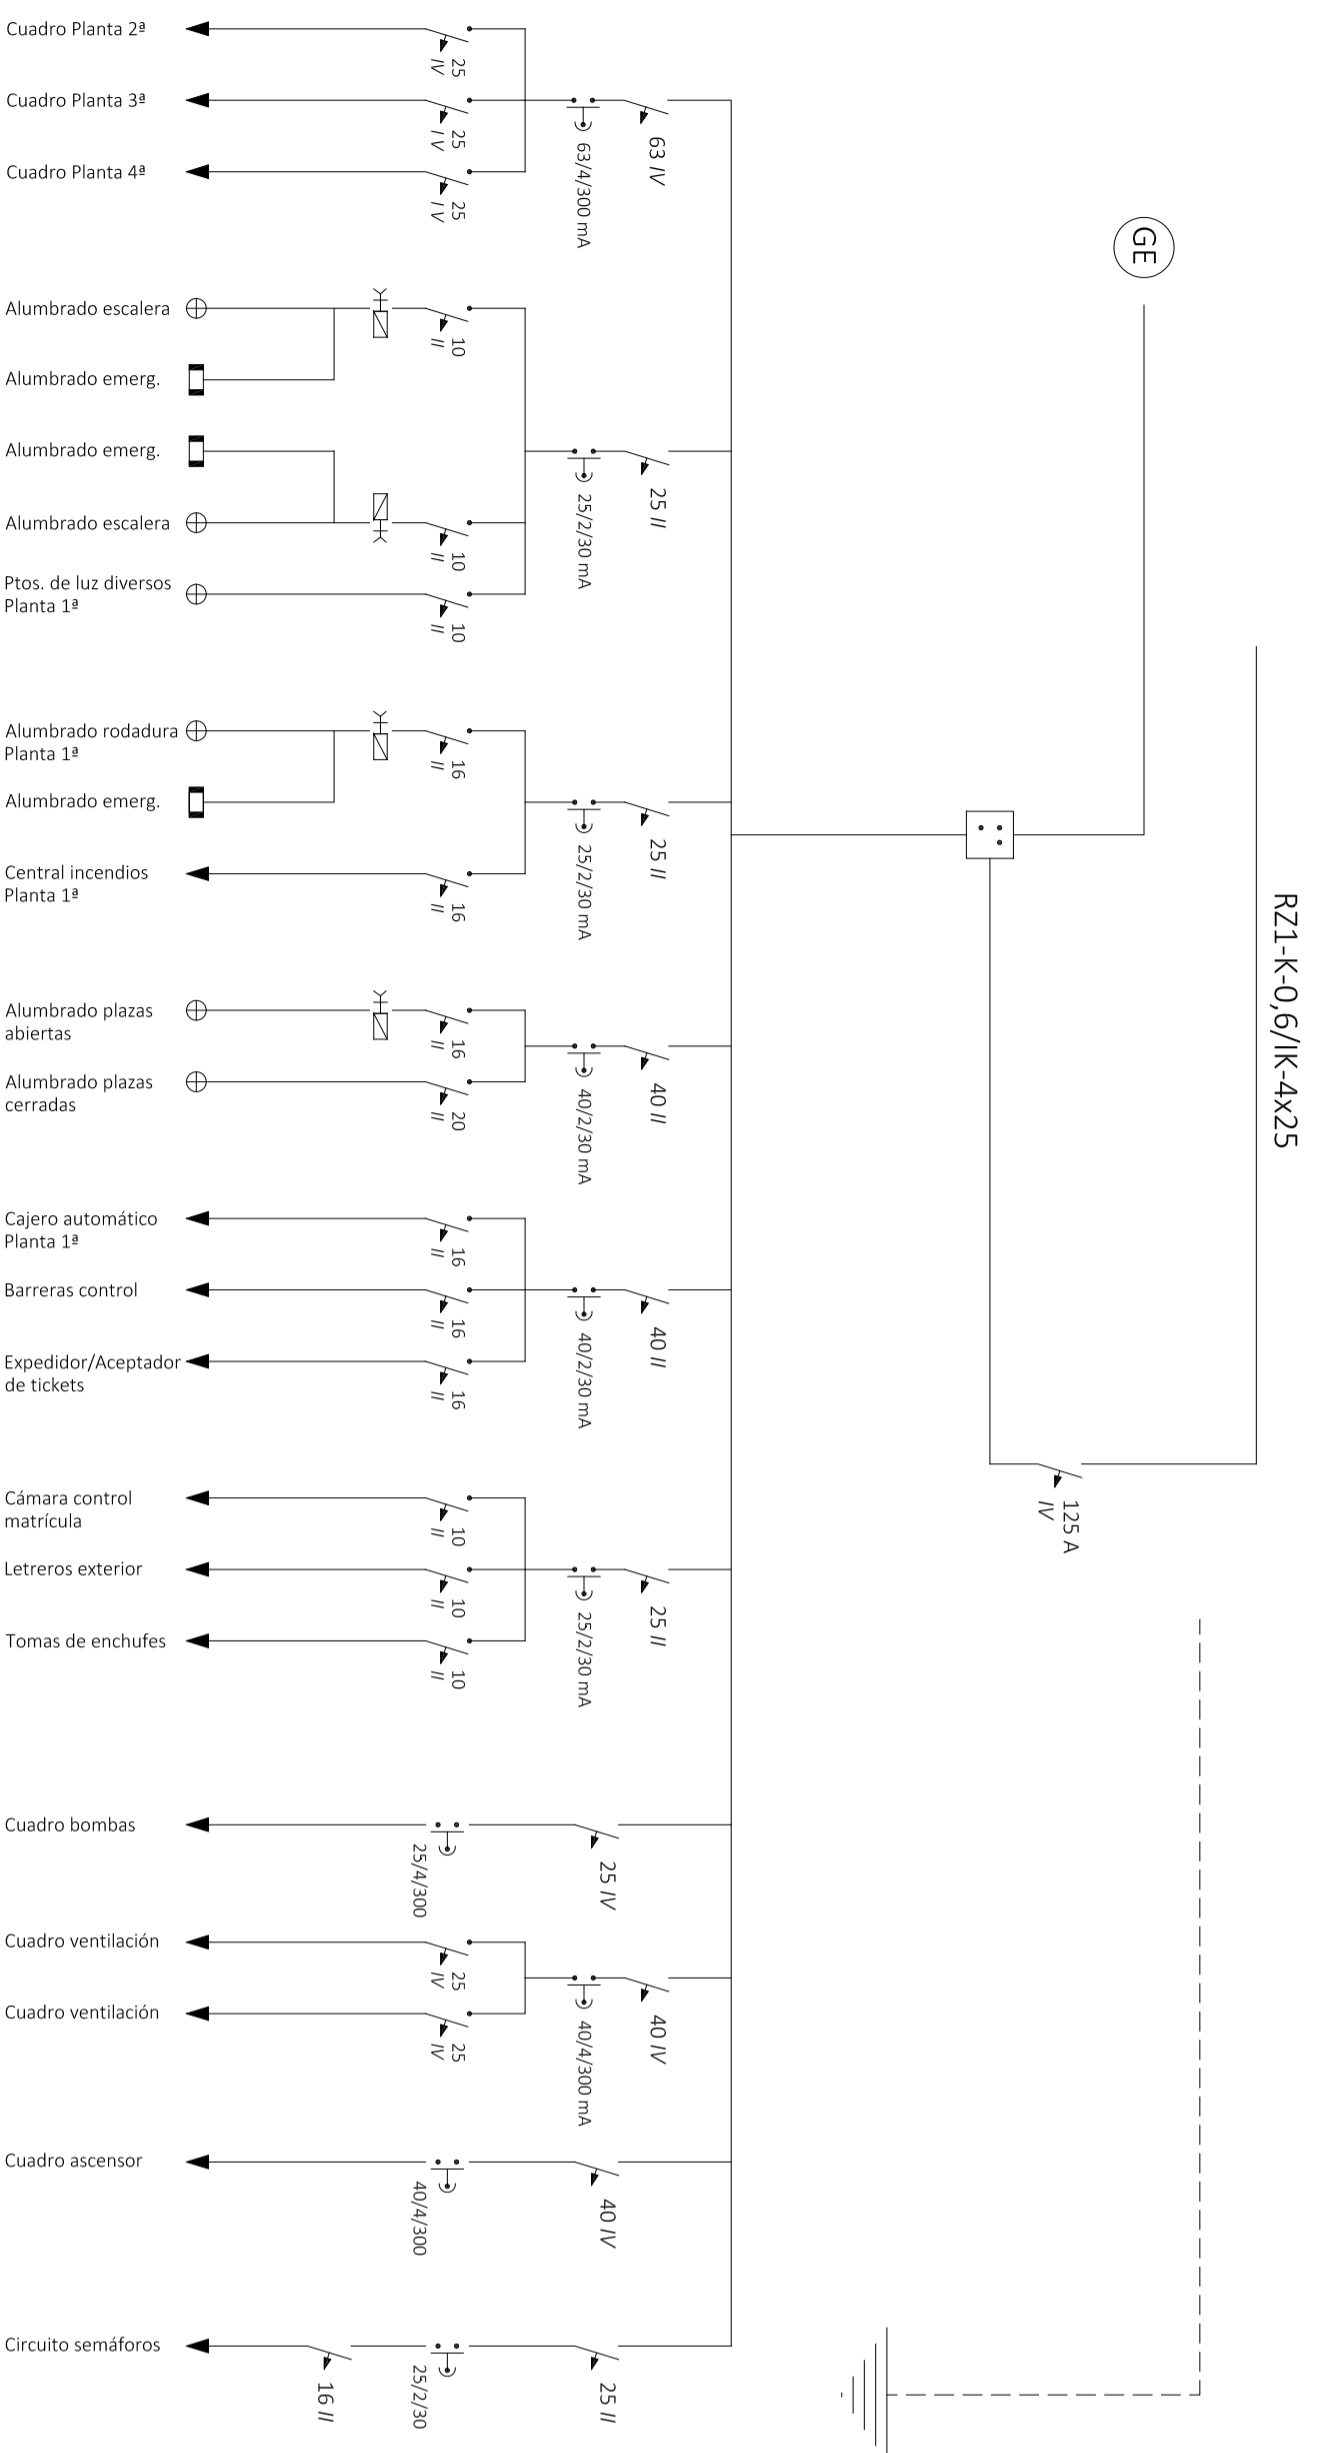 Cuadro Planta 2ª
25
IV
Cuadro Planta 3ª
25
IV
Cuadro Planta 4ª
25
IV
63/4/300 mA
63 IV
GE
Alumbrado escalera
10
II
Alumbrado emerg.
Alumbrado emerg.
Alumbrado escalera
10
II
Ptos. de luz diversos
Planta 1ª
10
II
25/2/30 mA
25 II
Alumbrado rodadura
Planta 1ª
16
II
Alumbrado emerg.
Central incendios
Planta 1ª
16
II
25/2/30 mA
25 II
RZ1-K-0,6/IK-4x25
Alumbrado plazas
abiertas
16
II
Alumbrado plazas
cerradas
20
II
40/2/30 mA
40 II
Cajero automático
Planta 1ª
16
II
Barreras control
16
II
Expedidor/Aceptador
de tickets
16
II
40/2/30 mA
40 II
125 A
IV
Cámara control
matrícula
10
II
Letreros exterior
10
II
Tomas de enchufes
10
II
25/2/30 mA
25 II
Cuadro bombas
25/4/300
25 IV
Cuadro ventilación
25
IV
Cuadro ventilación
25
IV
40/4/300 mA
40 IV
Cuadro ascensor
40/4/300
40 IV
Circuito semáforos
16 II
25/2/30
25 II